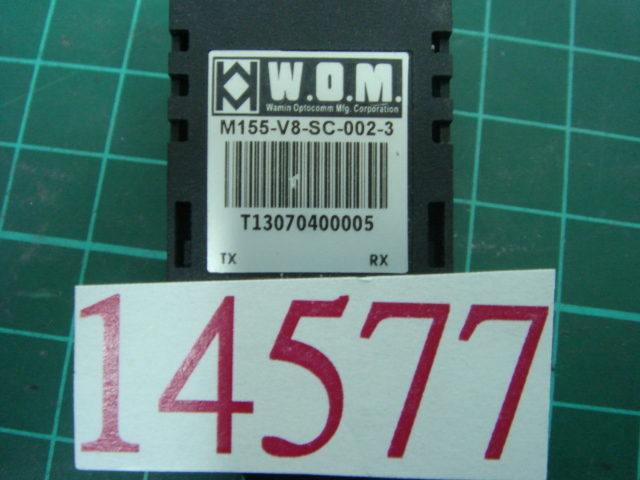 W.O.M.
Wamin Optocomm Mfg. Corporation
M155-V8-SC-002-3
T13070400005
TX RX
14577